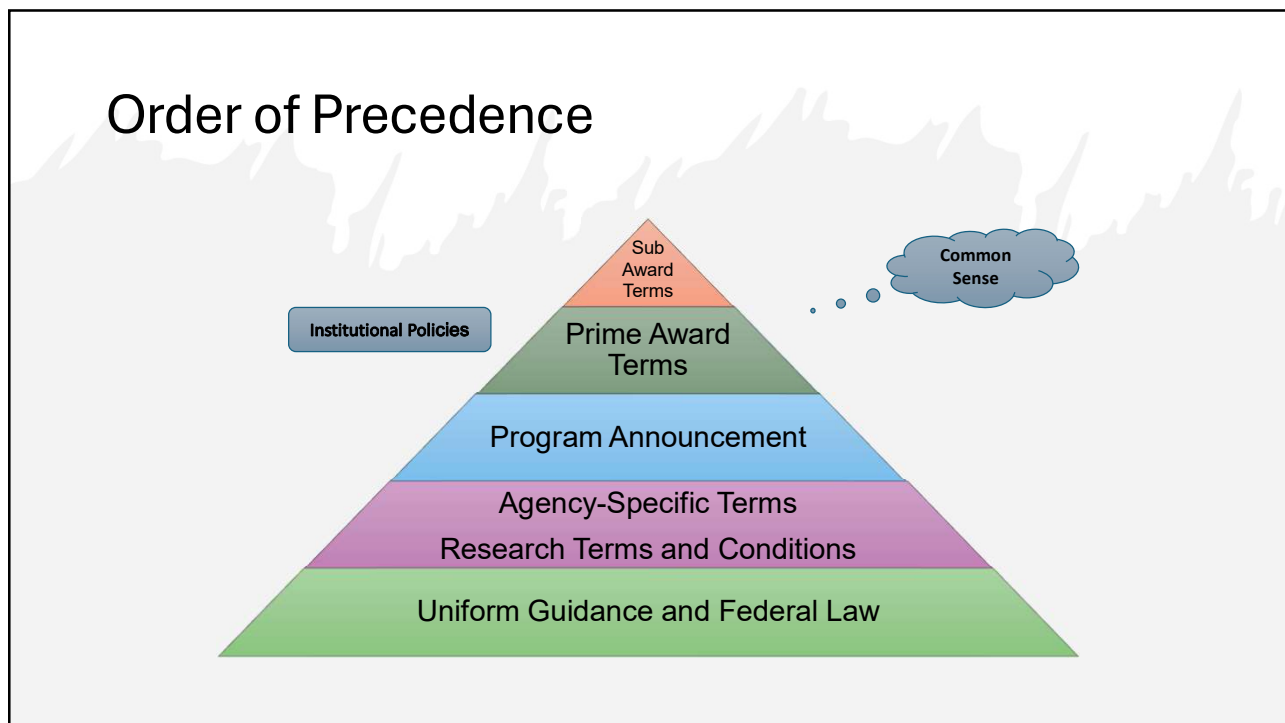 Order of Precedence
Sub
Award
Terms
Common
Sense
Institutional Policies
Prime Award
Terms
Program Announcement
Agency-Specific Terms
Research Terms and Conditions
Uniform Guidance and Federal Law